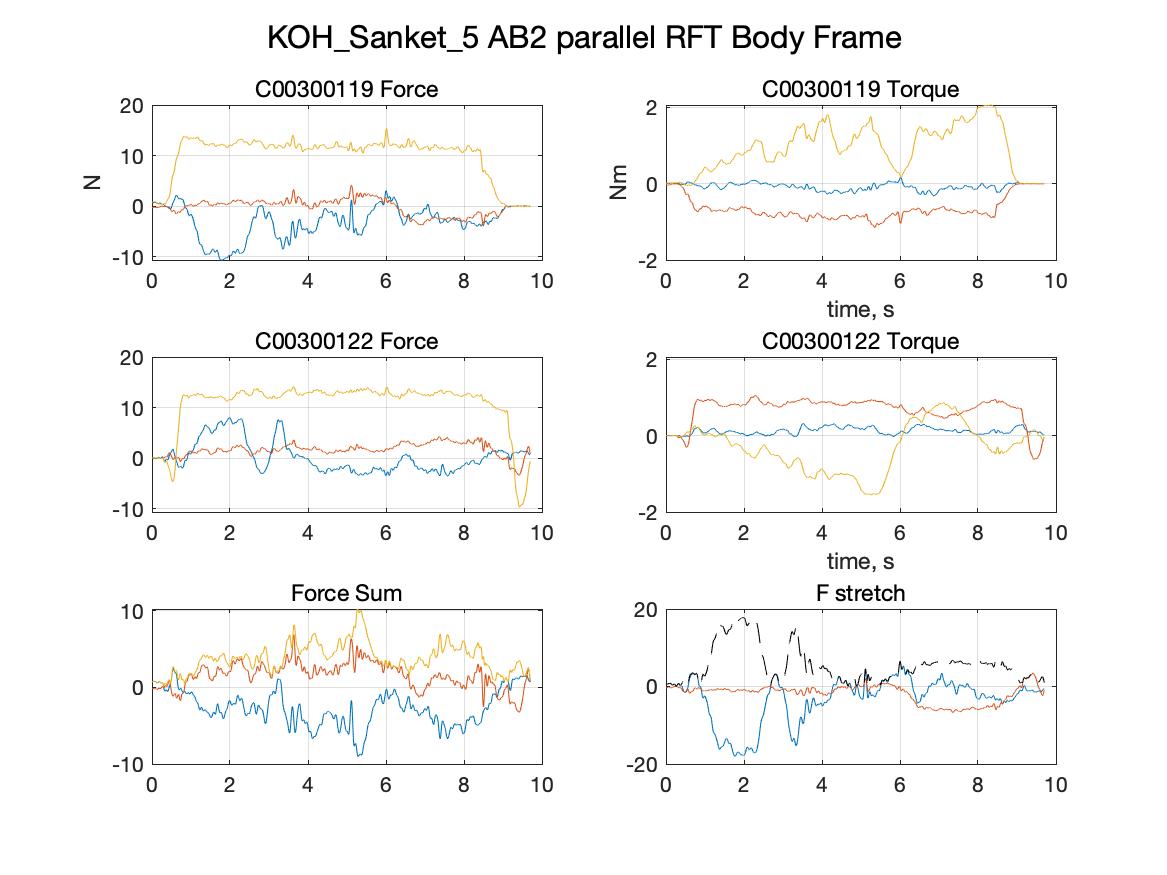 KOH_Sanket_5 AB2 parallel RFT Body Frame
C00300119 Force
20
10
0
-10
N
0 2 4 6 8 10
C00300119 Torque
2
0
-2
Nm
0 2 4 6 8 10
time, s
C00300122 Force
20
10
0
-10
0 2 4 6 8 10
C00300122 Torque
2
0
-2
0 2 4 6 8 10
time, s
Force Sum
10
0
-10
0 2 4 6 8 10
F stretch
20
0
-20
0 2 4 6 8 10